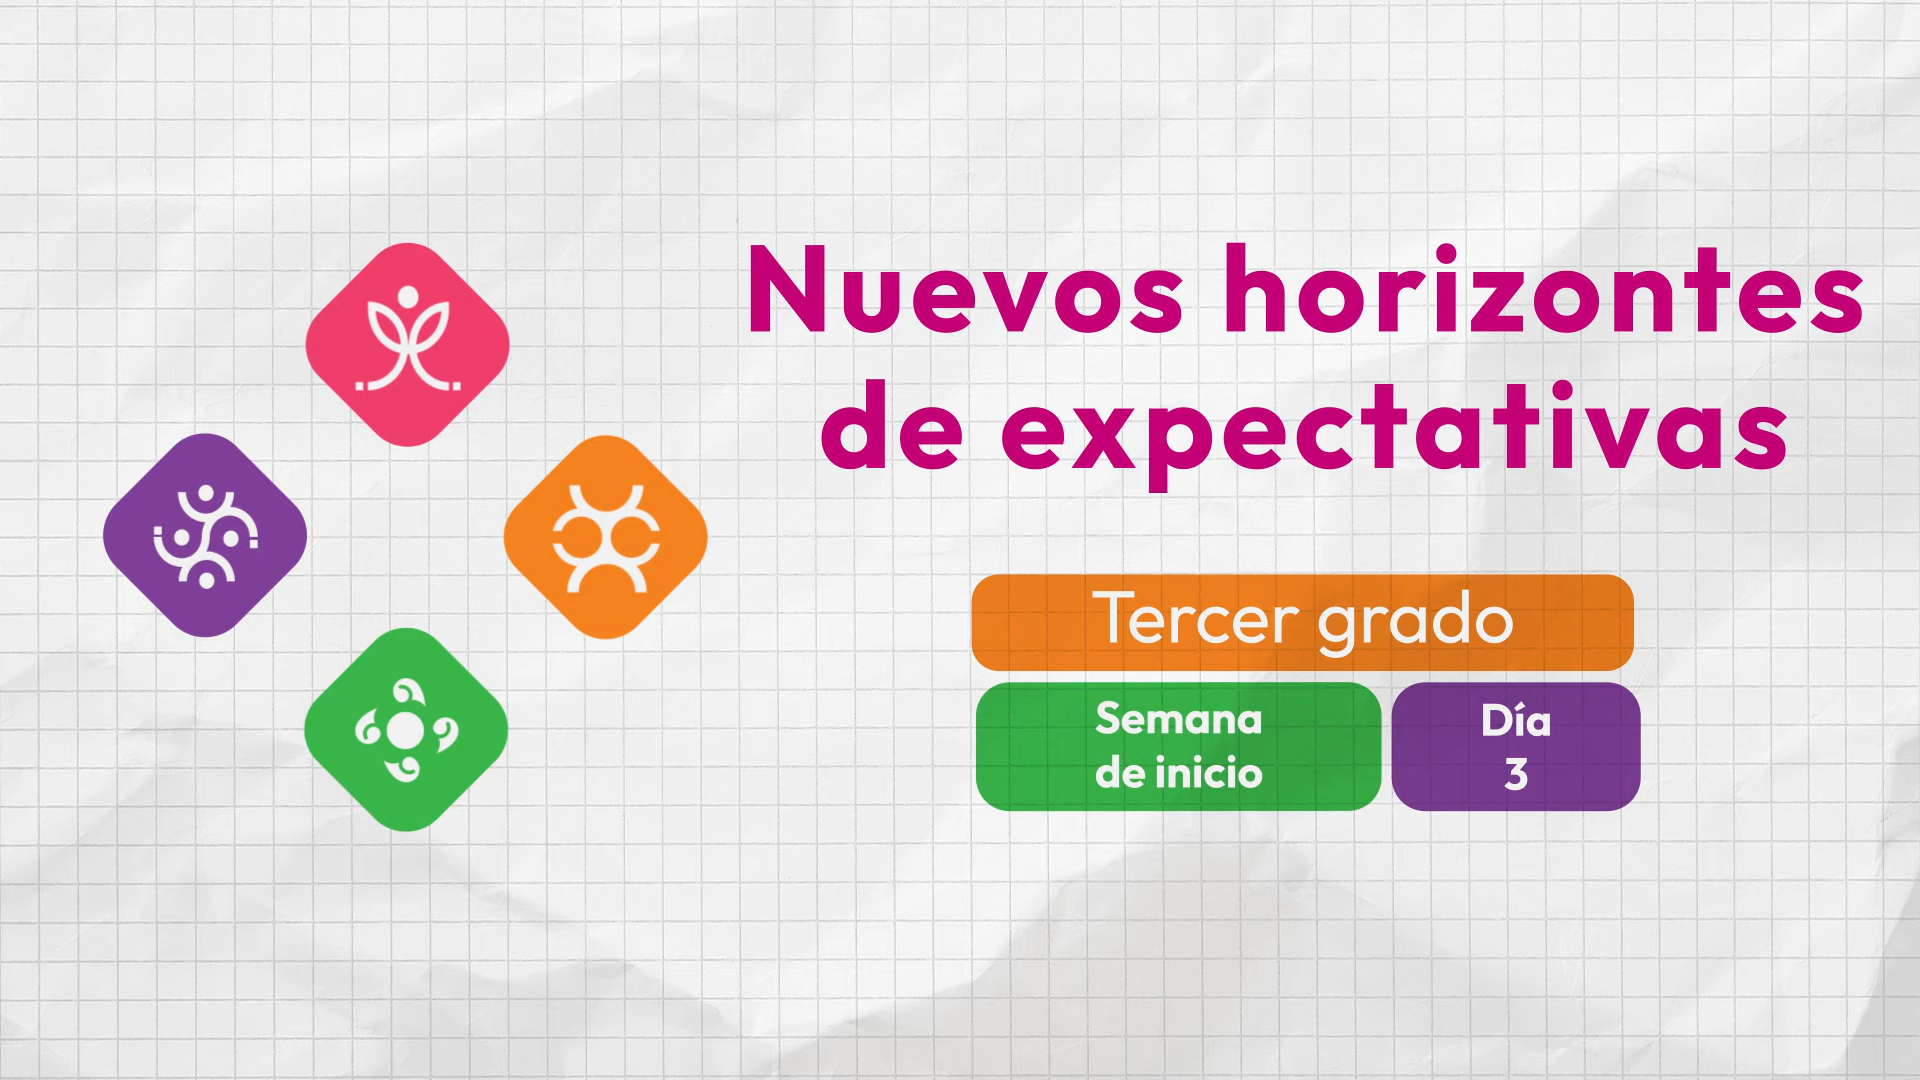 Nuevos horizontes
de expectativas
Tercer grado
Semana
de inicio
Día
3